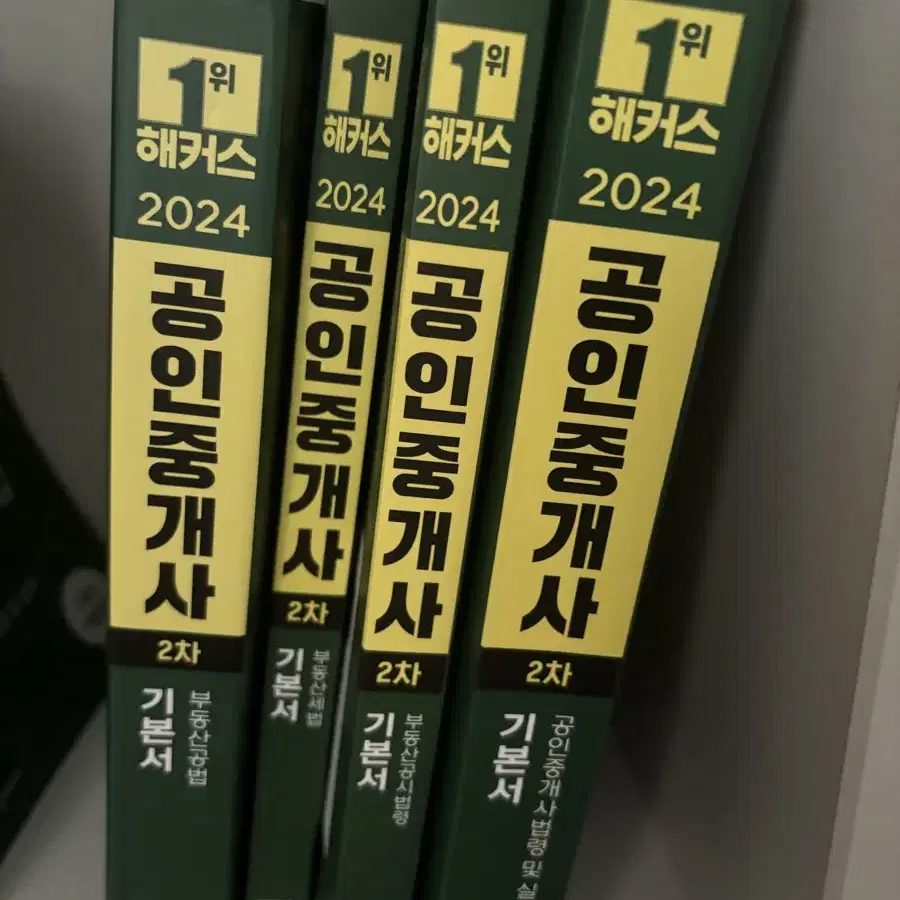 1위
해커스
2024
공인중개사
2차
기본서
부동산공법
1위
해커스
2024
공인중개사
2차
기본서
부동산세법
1위
해커스
2024
공인중개사
2차
기본서
부동산공시법령
1위
해커스
2024
공인중개사
2차
기본서
공인중개사법령 및 실